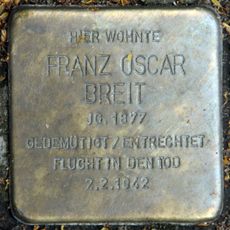 HIER WOHNTE
FRANZ OSCAR
BREIT
JG. 1877
GEDEMÜTIGT / ENTRECHTET
FLUCHT IN DEN TOD
7.2.1942